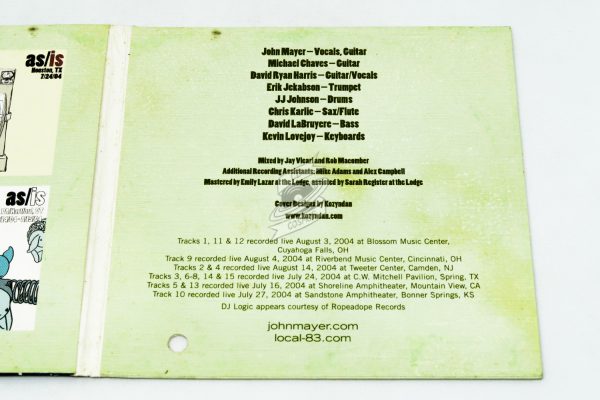 as/is
Houston, TX
7/24/04
as/is
John Mayer – Vocals, Guitar
Michael Chaves – Guitar
David Ryan Harris – Guitar/Vocals
Erik Jekabson – Trumpet
JJ Johnson – Drums
Chris Karlic – Sax/Flute
David LaBruyere – Bass
Kevin Lovejoy – Keyboards
Mixed by Jay Vicari and Rob Macomber
Additional Recording Assistants: Mike Adams and Alex Campbell
Mastered by Emily Lazar at the Lodge, assisted by Sarah Register at the Lodge
Cover Designs by Kozyndan
www.kozyndan.com
Tracks 1, 11 & 12 recorded live August 3, 2004 at Blossom Music Center,
Cuyahoga Falls, OH
Track 9 recorded live August 4, 2004 at Riverbend Music Center, Cincinnati, OH
Tracks 2 & 4 recorded live August 14, 2004 at Tweeter Center, Camden, NJ
Tracks 3, 6-8, 14 & 15 recorded live July 24, 2004 at C.W. Mitchell Pavilion, Spring, TX
Tracks 5 & 13 recorded live July 16, 2004 at Shoreline Amphitheater, Mountain View, CA
Track 10 recorded live July 27, 2004 at Sandstone Amphitheater, Bonner Springs, KS
DJ Logic appears courtesy of Ropeadope Records
johnmayer.com
local-83.com